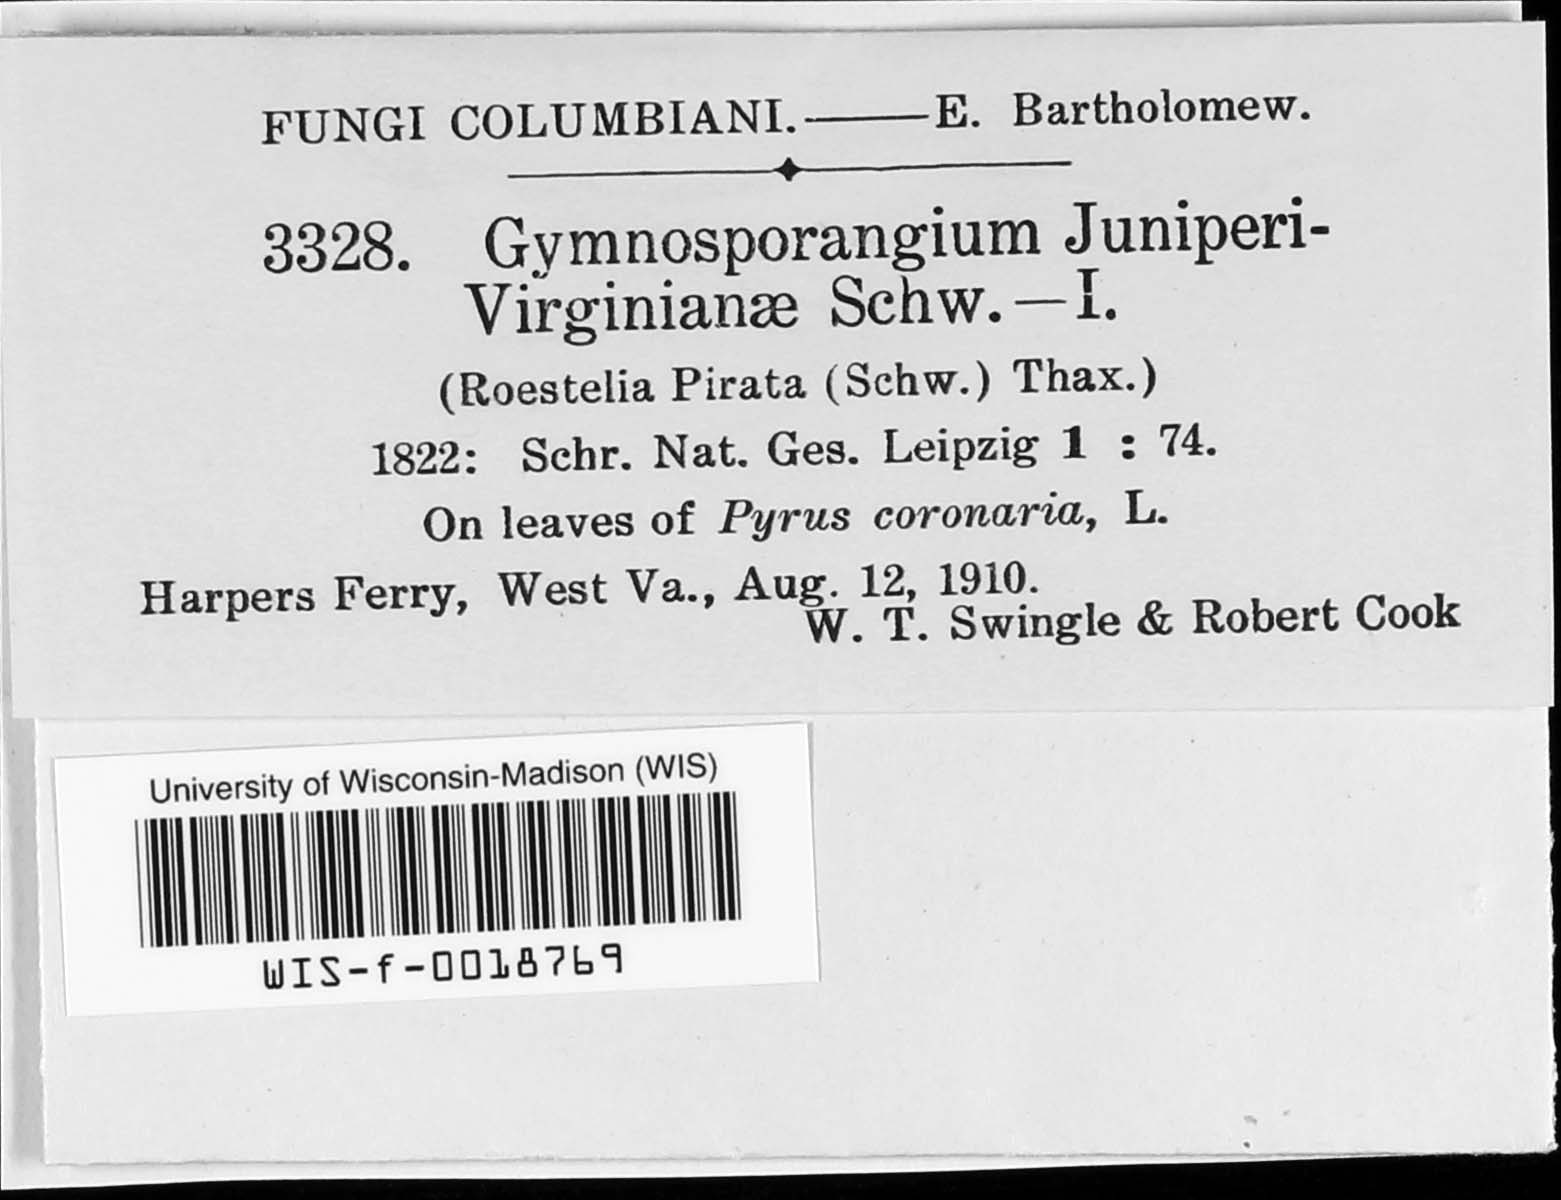 FUNGI COLUMBIANI.——E. Bartholomew.
3328. Gymnosporangium Juniperi-
Virginianæ Schw.—I.
(Roestelia Pirata (Schw.) Thax.)
1822: Schr. Nat. Ges. Leipzig 1 : 74.
On leaves of Pyrus coronaria, L.
Harpers Ferry, West Va., Aug. 12, 1910.
W. T. Swingle & Robert Cook
University of Wisconsin-Madison (WIS)
WIS-f-0018769